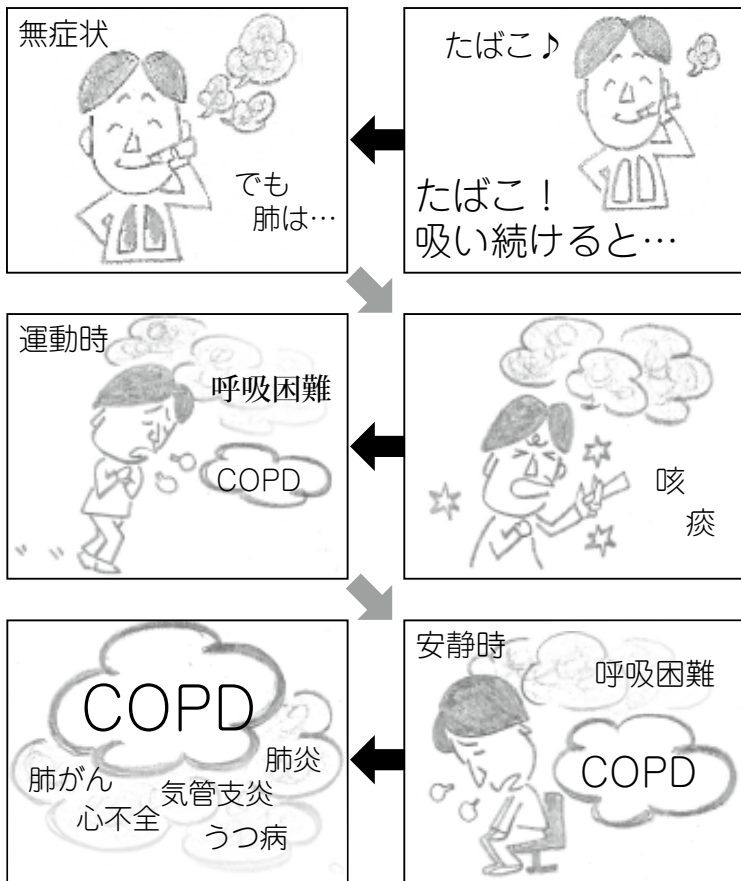 たばこ♪
たばこ！
吸い続けると…
無症状
でも
肺は…
咳
痰
運動時
呼吸困難
COPD
安静時
呼吸困難
COPD
COPD
肺炎
肺がん
気管支炎
心不全
うつ病